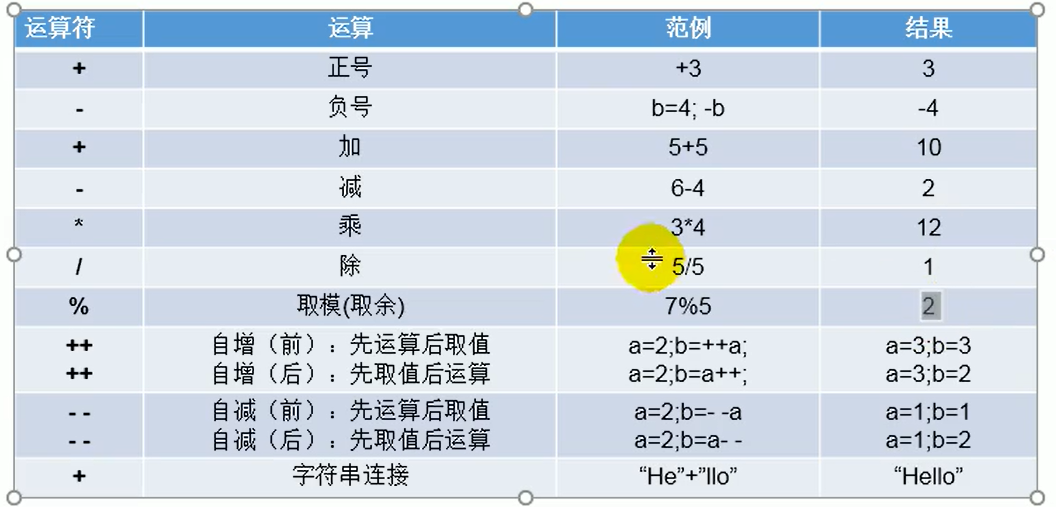 运算符 运算 范例 结果
+ 正号 +3 3
- 负号 b=4; -b -4
+ 加 5+5 10
- 减 6-4 2
* 乘 3*4 12
/ 除 5/5 1
% 取模(取余) 7%5 2
++ 自增（前）：先运算后取值 a=2;b=++a; a=3;b=3
++ 自增（后）：先取值后运算 a=2;b=a++; a=3;b=2
- - 自减（前）：先运算后取值 a=2;b=- -a a=1;b=1
- - 自减（后）：先取值后运算 a=2;b=a- - a=1;b=2
+ 字符串连接 “He”+”llo” “Hello”